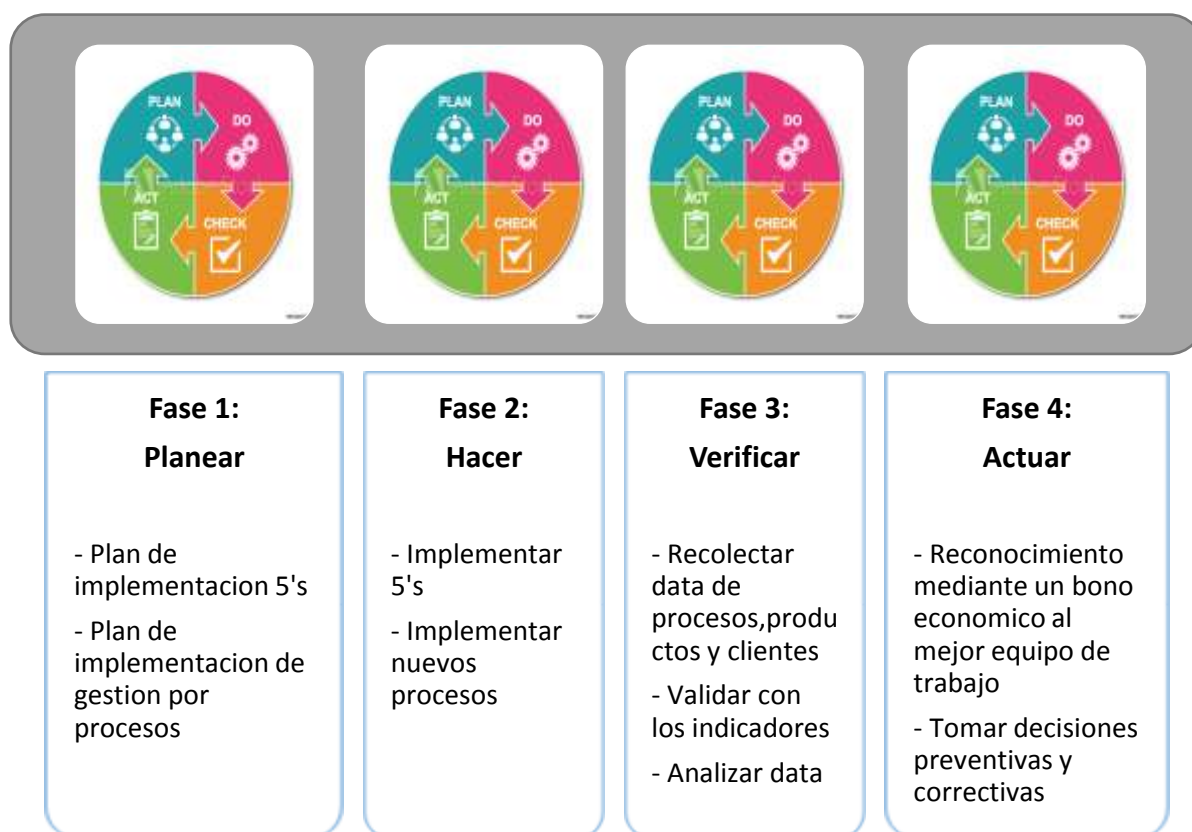 PLAN
DO
ACT
CHECK
PLAN
DO
ACT
CHECK
PLAN
DO
ACT
CHECK
PLAN
DO
ACT
CHECK
Fase 1:
Planear
- Plan de
implementacion 5's
- Plan de
implementacion de
gestion por
procesos
Fase 2:
Hacer
- Implementar
5's
- Implementar
nuevos
procesos
Fase 3:
Verificar
- Recolectar
data de
procesos,produ
ctos y clientes
- Validar con
los indicadores
- Analizar data
Fase 4:
Actuar
- Reconocimiento
mediante un bono
economico al
mejor equipo de
trabajo
- Tomar decisiones
preventivas y
correctivas